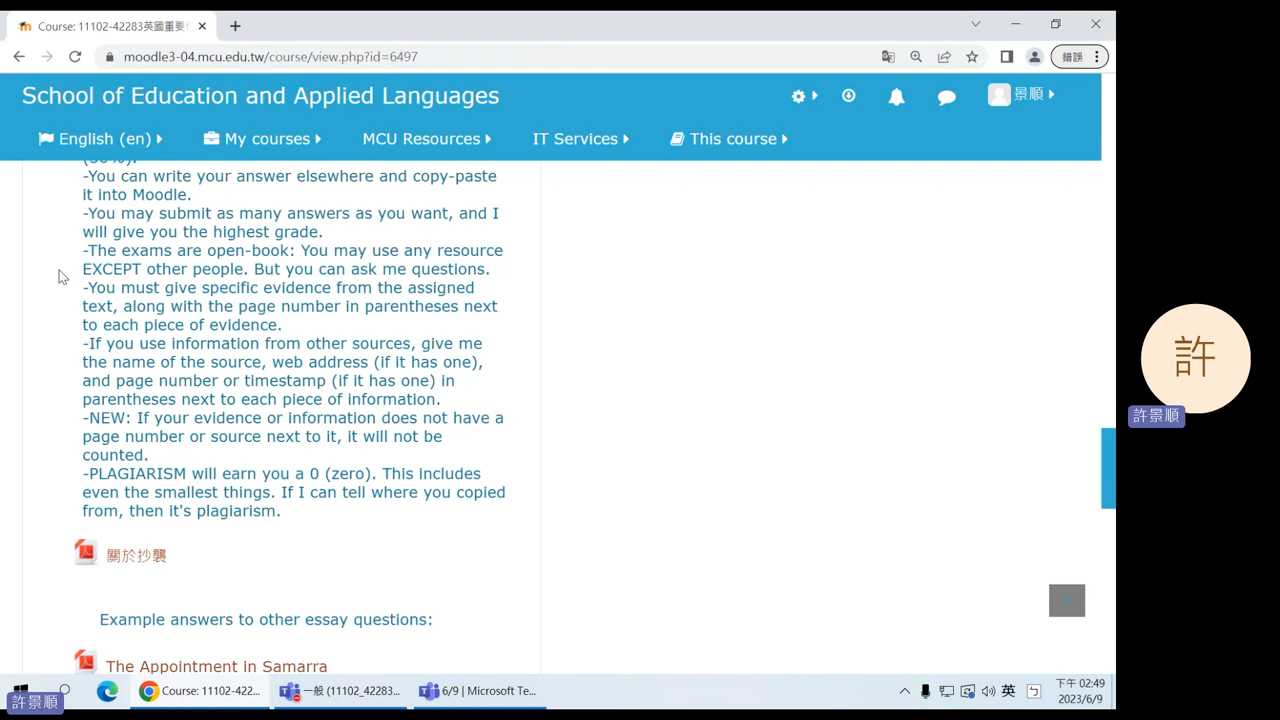 Course: 11102-42283英國重要
moodle3-04.mcu.edu.tw/course/view.php?id=6497
錯誤
School of Education and Applied Languages
景順
English (en)
My courses
MCU Resources
IT Services
This course
-You can write your answer elsewhere and copy-paste
it into Moodle.
-You may submit as many answers as you want, and I
will give you the highest grade.
-The exams are open-book: You may use any resource
EXCEPT other people. But you can ask me questions.
-You must give specific evidence from the assigned
text, along with the page number in parentheses next
to each piece of evidence.
-If you use information from other sources, give me
the name of the source, web address (if it has one),
and page number or timestamp (if it has one) in
parentheses next to each piece of information.
-NEW: If your evidence or information does not have a
page number or source next to it, it will not be
counted.
-PLAGIARISM will earn you a 0 (zero). This includes
even the smallest things. If I can tell where you copied
from, then it's plagiarism.
關於抄襲
Example answers to other essay questions:
The Appointment in Samarra
許
許景順
Course: 11102-422...
一般 (11102_42283...
6/9 | Microsoft Te...
英
ㄅ
下午 02:49
2023/6/9
許景順